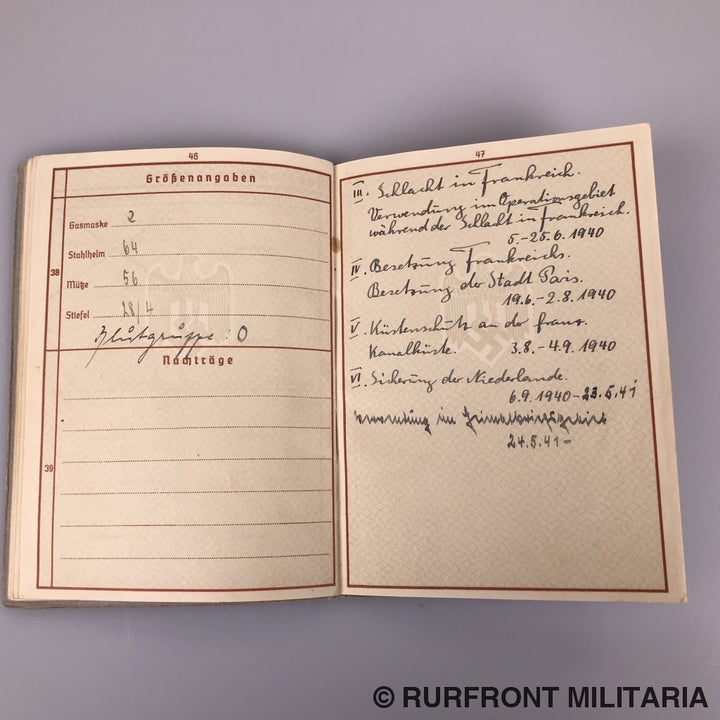 46
Größenangaben
38
Gasmaske 2
Stahlhelm 64
Mütze 56
Stiefel 28/4
Blutgruppe: O
Nachträge
39
47
III. Schlacht in Frankreich.
Verwendung im Operationsgebiet
während der Schlacht in Frankreich.
5.-25.6.1940
IV. Besetzung Frankreichs.
Besetzung der Stadt Paris.
19.6.-2.8.1940
V. Küstenschutz an der franz.
Kanalküste. 3.8.-4.9.1940
VI. Sicherung der Niederlande.
6.9.1940-23.5.41
Verwendung im Heimatkriegsgebiet
24.5.41-
© RURFRONT MILITARIA